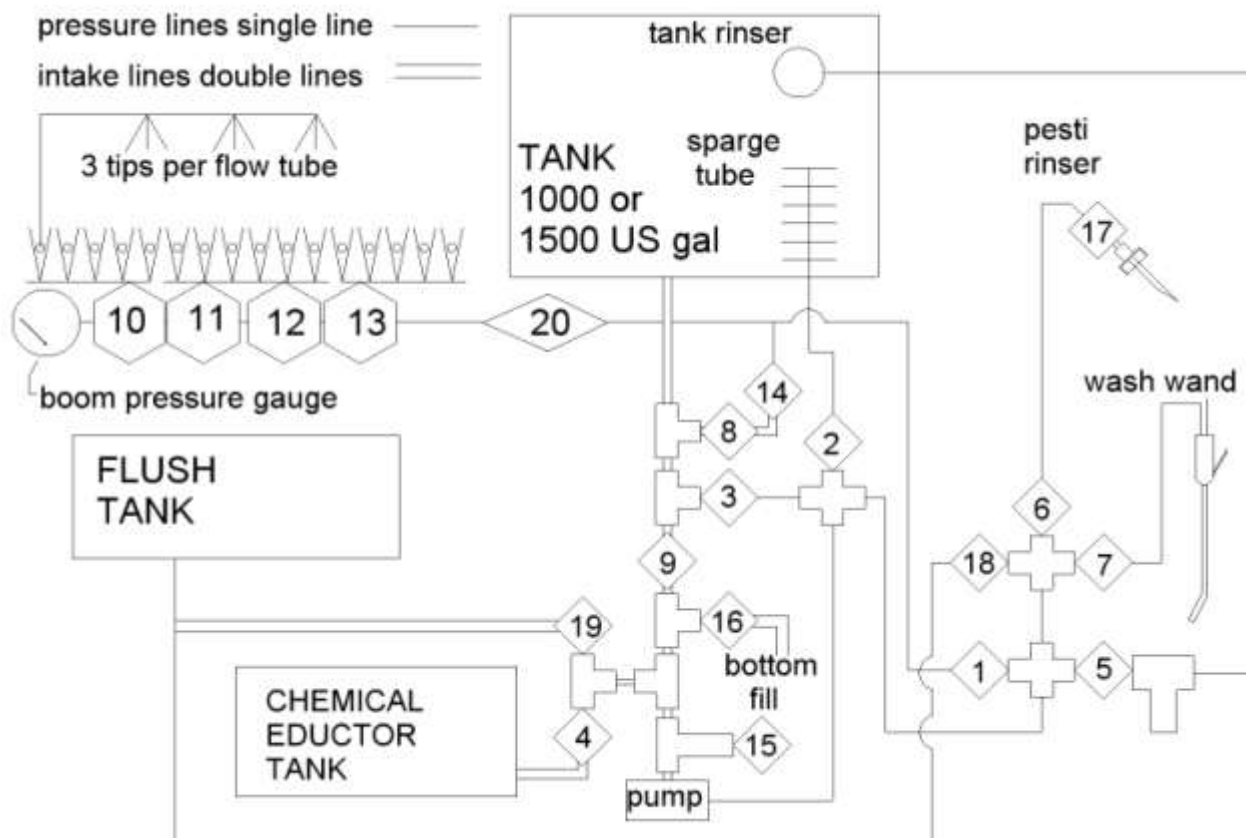 pressure lines single line
intake lines double lines
3 tips per flow tube
tank rinser
sparge
tube
TANK
1000 or
1500 US gal
pesti
rinser
17
10
11
12
13
20
boom pressure gauge
14
wash wand
8
2
FLUSH
TANK
3
6
9
18
7
19
16
bottom
fill
1
5
CHEMICAL
EDUCTOR
TANK
4
15
pump